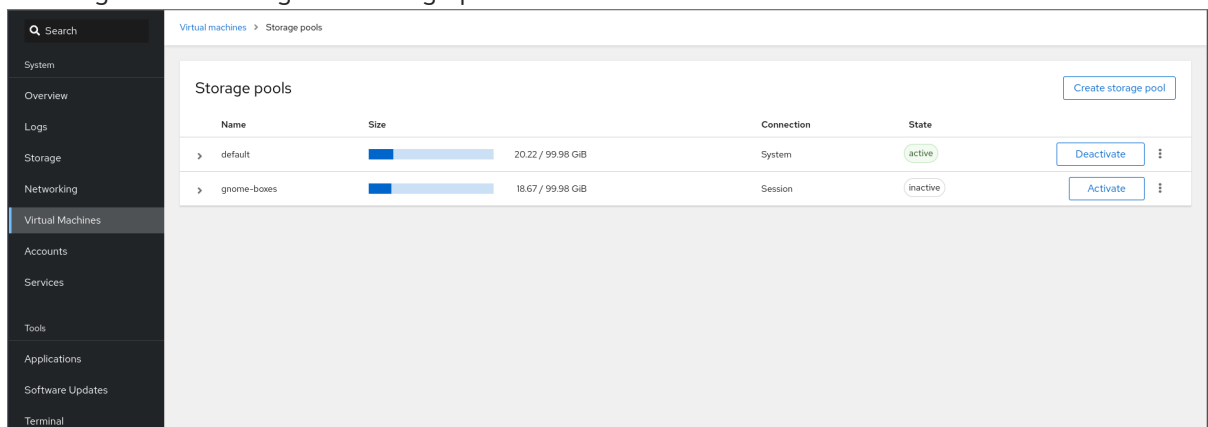 Search
System
Overview
Logs
Storage
Networking
Virtual Machines
Accounts
Services
Tools
Applications
Software Updates
Terminal
Virtual machines > Storage pools
Storage pools
Create storage pool
Name Size Connection State
default 20.22 / 99.98 GiB System active Deactivate
gnome-boxes 18.67 / 99.98 GiB Session inactive Activate